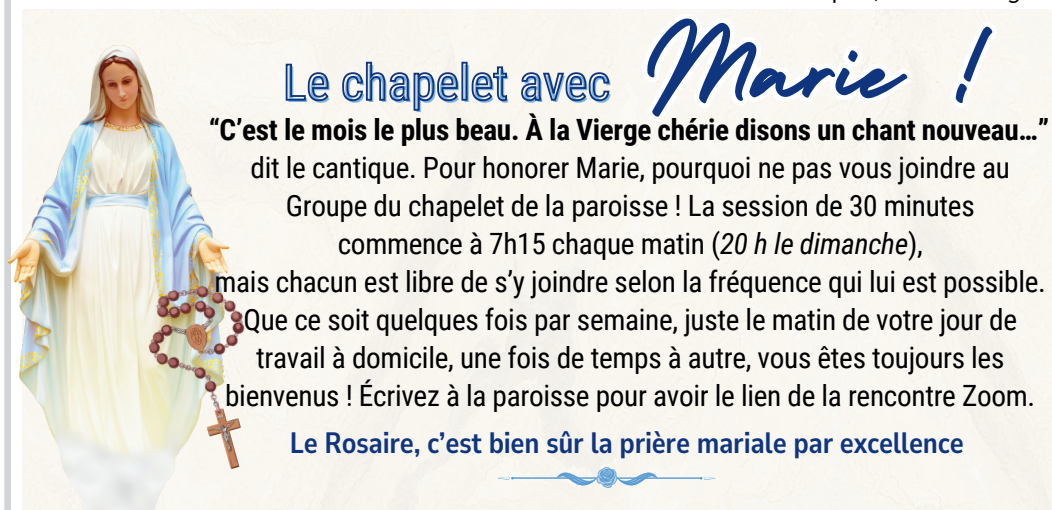 Le chapelet avec Marie !
“C’est le mois le plus beau. À la Vierge chérie disons un chant nouveau…”
dit le cantique. Pour honorer Marie, pourquoi ne pas vous joindre au
Groupe du chapelet de la paroisse ! La session de 30 minutes
commence à 7h15 chaque matin (20 h le dimanche),
mais chacun est libre de s’y joindre selon la fréquence qui lui est possible.
Que ce soit quelques fois par semaine, juste le matin de votre jour de
travail à domicile, une fois de temps à autre, vous êtes toujours les
bienvenus ! Écrivez à la paroisse pour avoir le lien de la rencontre Zoom.
Le Rosaire, c’est bien sûr la prière mariale par excellence